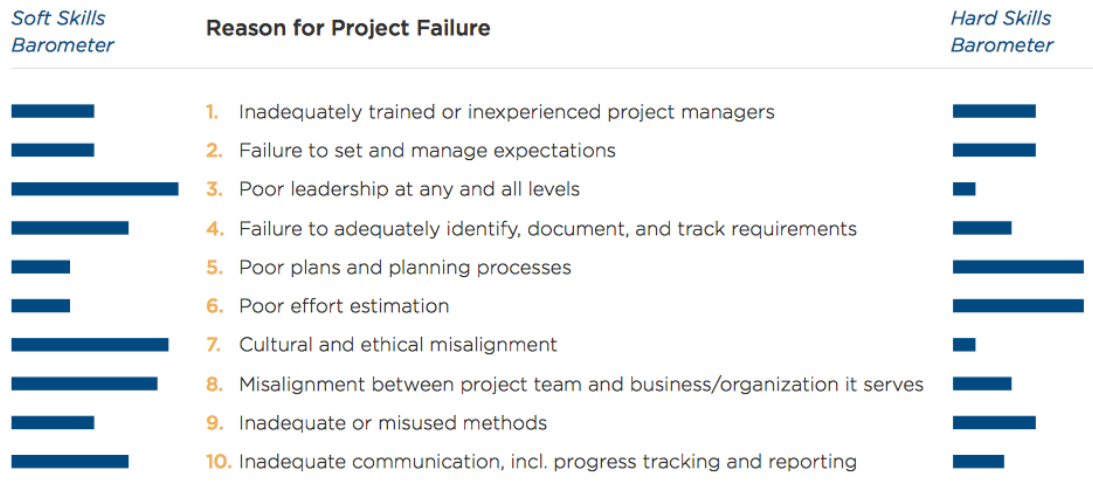 Soft Skills
Barometer
Reason for Project Failure
Hard Skills
Barometer
1. Inadequately trained or inexperienced project managers
2. Failure to set and manage expectations
3. Poor leadership at any and all levels
4. Failure to adequately identify, document, and track requirements
5. Poor plans and planning processes
6. Poor effort estimation
7. Cultural and ethical misalignment
8. Misalignment between project team and business/organization it serves
9. Inadequate or misused methods
10. Inadequate communication, incl. progress tracking and reporting